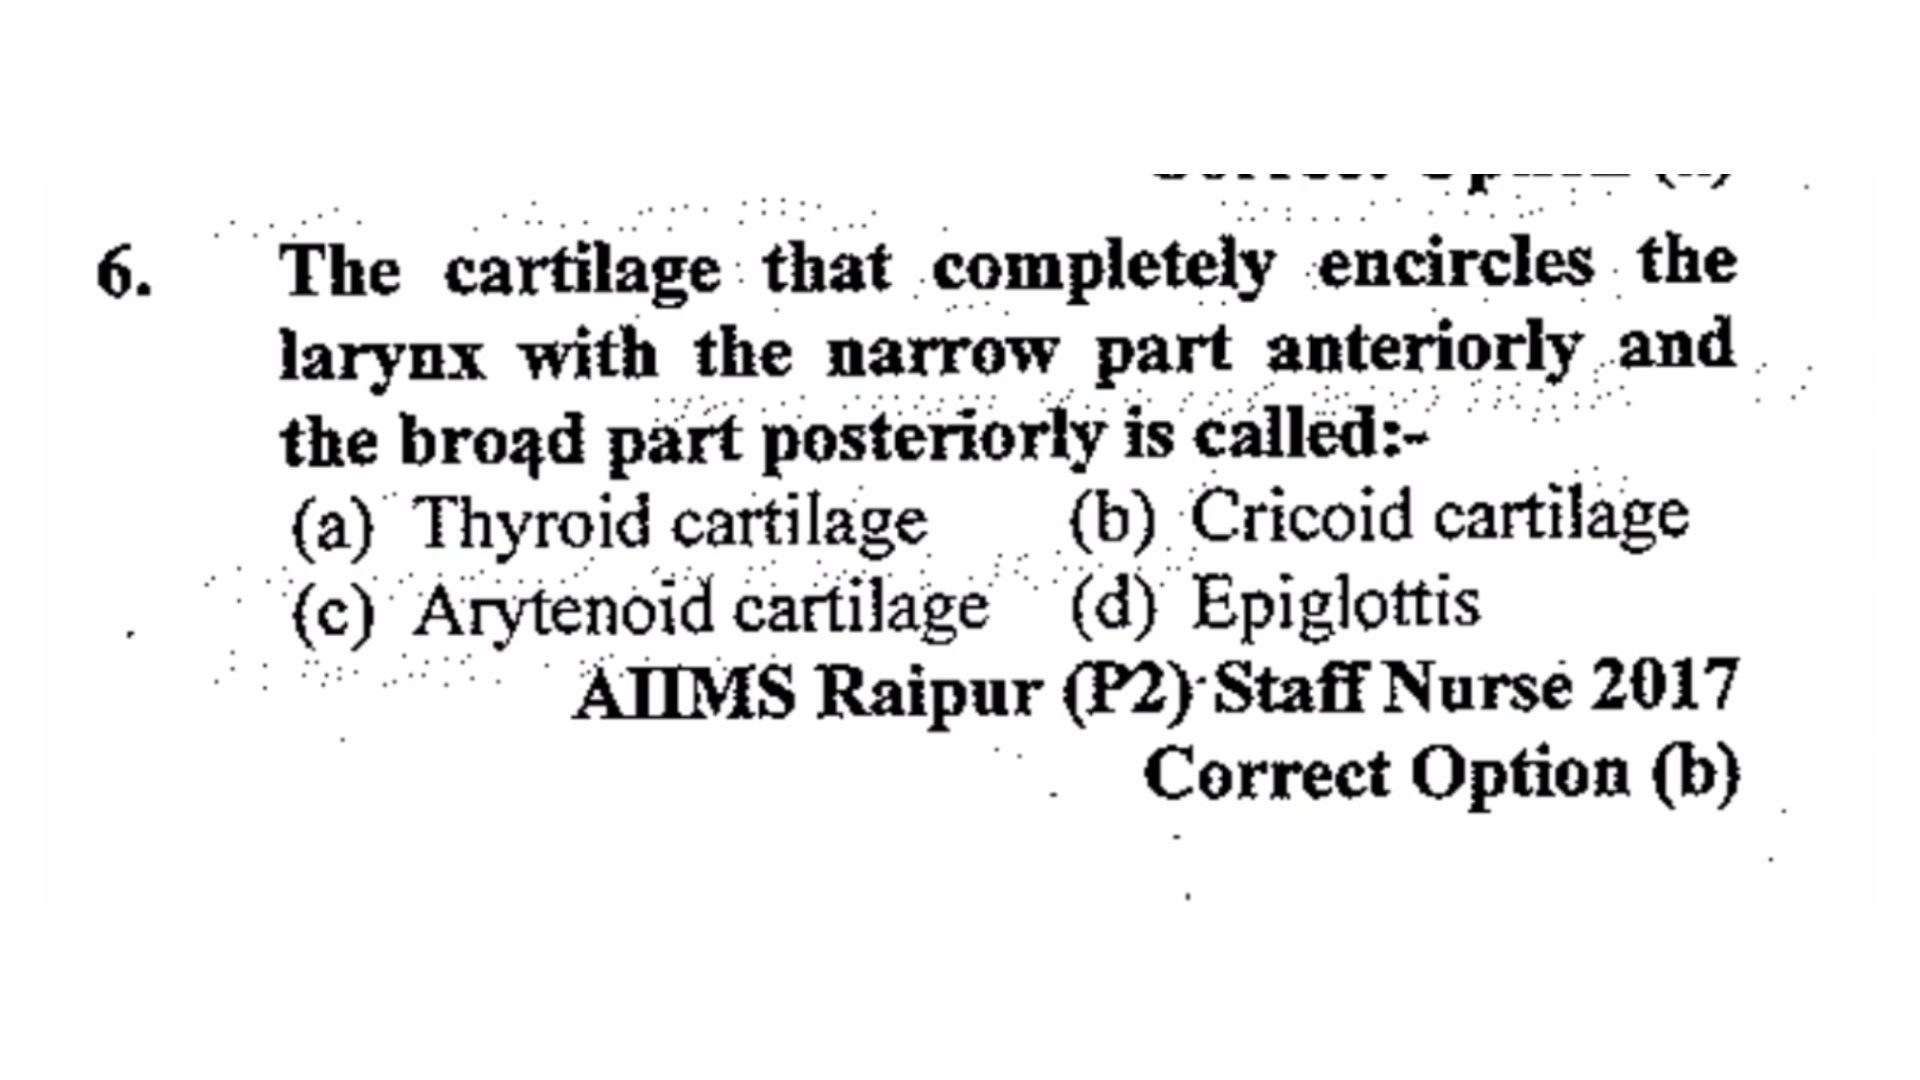 6. The cartilage that completely encircles the
larynx with the narrow part anteriorly and
the broad part posteriorly is called:-
(a) Thyroid cartilage (b) Cricoid cartilage
(c) Arytenoid cartilage (d) Epiglottis
AIIMS Raipur (P2) Staff Nurse 2017
Correct Option (b)